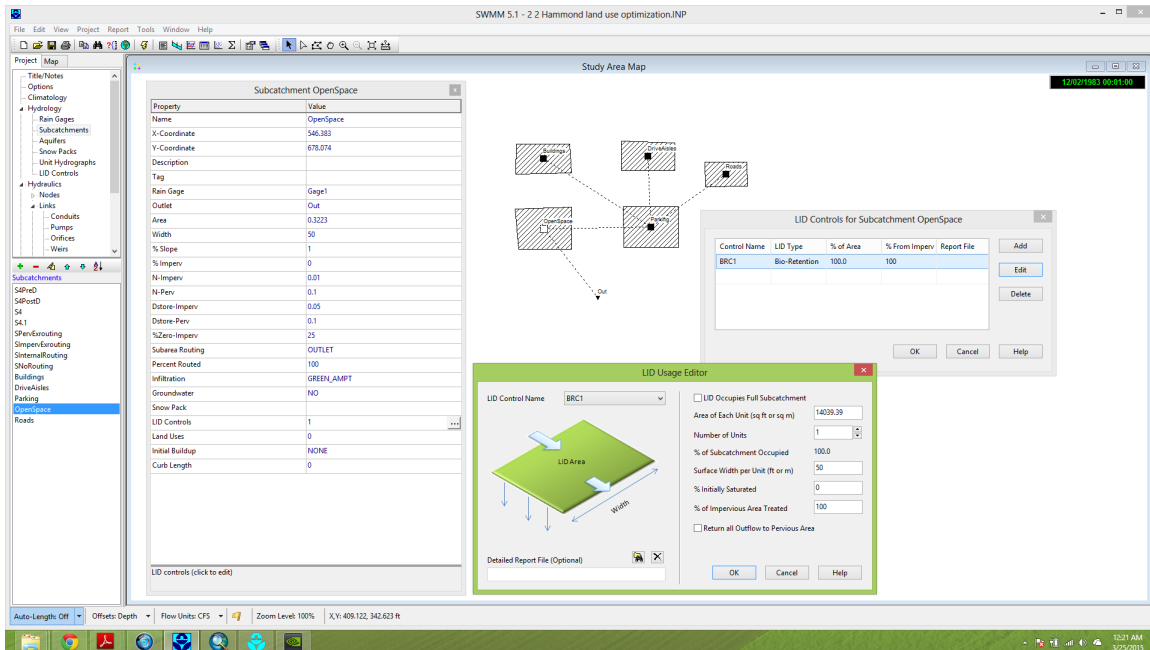 SWMM 5.1 - 2 2 Hammond land use optimization.INP
File Edit View Project Report Tools Window Help
Project Map
Title/Notes
Options
Climatology
Hydrology
Rain Gages
Subcatchments
Aquifers
Snow Packs
Unit Hydrographs
LID Controls
Hydraulics
Nodes
Links
Conduits
Pumps
Orifices
Weirs
Subcatchments
S4PreD
S4PostD
S4
S4.1
SPervExrouting
SImpervExrouting
SInternalRouting
SNoRouting
Buildings
DriveAisles
Parking
OpenSpace
Roads
Study Area Map
12/02/1983 00:01:00
Subcatchment OpenSpace
Property Value
Name OpenSpace
X-Coordinate 546.383
Y-Coordinate 678.074
Description
Tag
Rain Gage Gage1
Outlet Out
Area 0.3223
Width 50
% Slope 1
% Imperv 0
N-Imperv 0.01
N-Perv 0.1
Dstore-Imperv 0.05
Dstore-Perv 0.1
%Zero-Imperv 25
Subarea Routing OUTLET
Percent Routed 100
Infiltration GREEN_AMPT
Groundwater NO
Snow Pack
LID Controls 1 ...
Land Uses 0
Initial Buildup NONE
Curb Length 0
LID controls (click to edit)
Buildings
DriveAisles
Roads
OpenSpace
Parking
Out
LID Controls for Subcatchment OpenSpace
Control Name LID Type % of Area % From Imperv Report File
BRC1 Bio-Retention 100.0 100
Add
Edit
Delete
OK Cancel Help
LID Usage Editor
LID Control Name BRC1
LID Area
Width
Detailed Report File (Optional)
LID Occupies Full Subcatchment
Area of Each Unit (sq ft or sq m) 14039.39
Number of Units 1
% of Subcatchment Occupied 100.0
Surface Width per Unit (ft or m) 50
% Initially Saturated 0
% of Impervious Area Treated 100
Return all Outflow to Pervious Area
OK Cancel Help
Auto-Length: Off Offsets: Depth Flow Units: CFS Zoom Level: 100% X,Y: 409.122, 342.623 ft
12:21 AM
3/25/2015